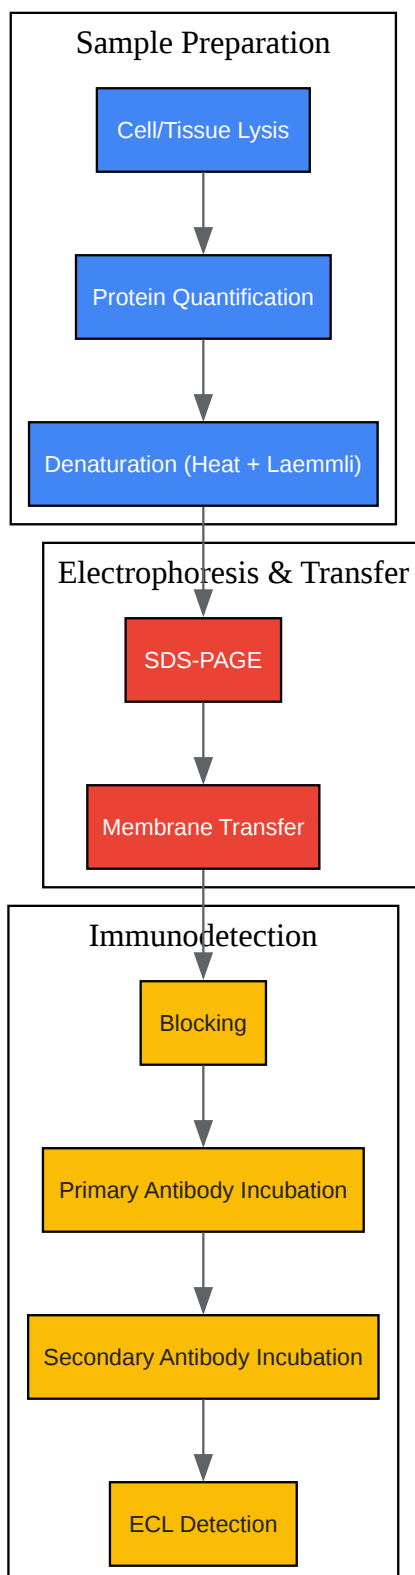 Sample Preparation
Cell/Tissue Lysis
Protein Quantification
Denaturation (Heat + Laemmli)
Electrophoresis & Transfer
SDS-PAGE
Membrane Transfer
Immunodetection
Blocking
Primary Antibody Incubation
Secondary Antibody Incubation
ECL Detection